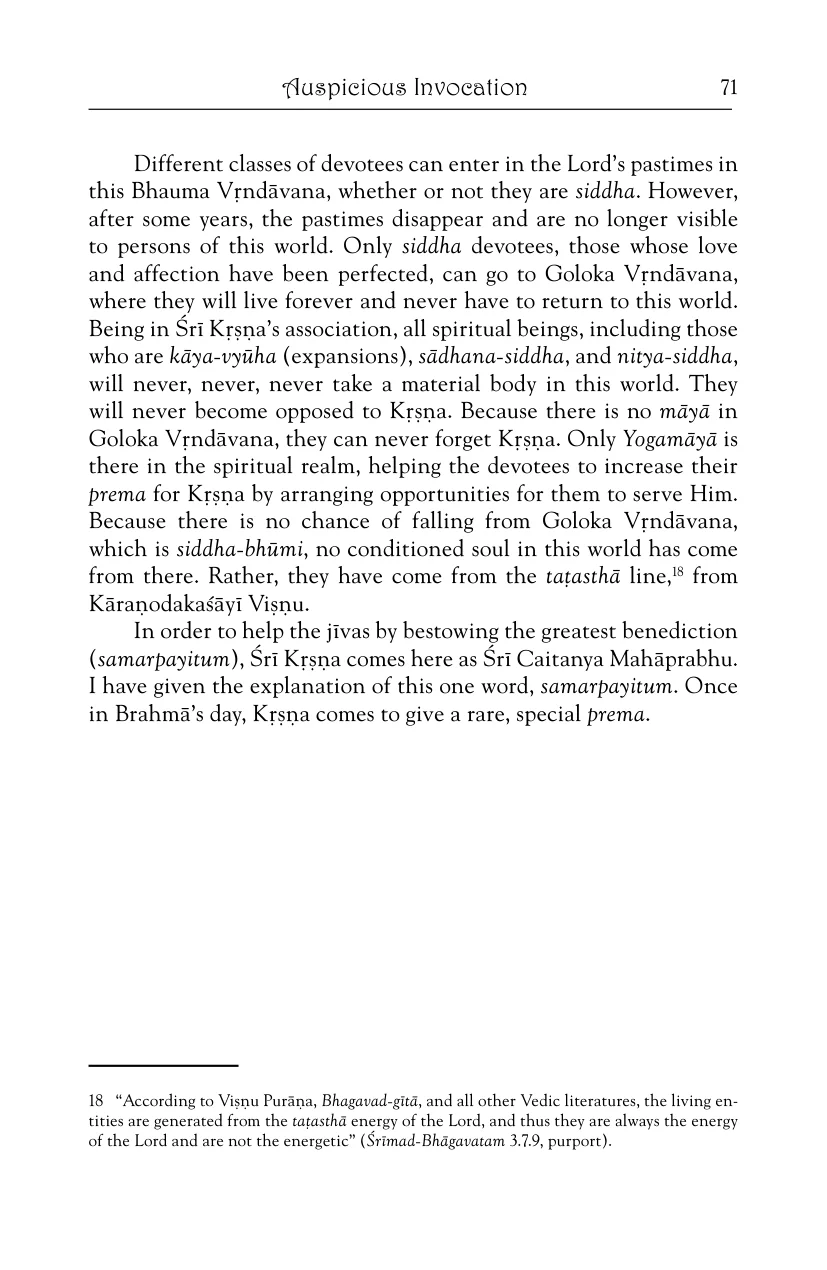 Auspicious Invocation 71
Different classes of devotees can enter in the Lord’s pastimes in
this Bhauma Vṛndāvana, whether or not they are siddha. However,
after some years, the pastimes disappear and are no longer visible
to persons of this world. Only siddha devotees, those whose love
and affection have been perfected, can go to Goloka Vṛndāvana,
where they will live forever and never have to return to this world.
Being in Śrī Kṛṣṇa’s association, all spiritual beings, including those
who are kāya-vyūha (expansions), sādhana-siddha, and nitya-siddha,
will never, never, never take a material body in this world. They
will never become opposed to Kṛṣṇa. Because there is no māyā in
Goloka Vṛndāvana, they can never forget Kṛṣṇa. Only Yogamāyā is
there in the spiritual realm, helping the devotees to increase their
prema for Kṛṣṇa by arranging opportunities for them to serve Him.
Because there is no chance of falling from Goloka Vṛndāvana,
which is siddha-bhūmi, no conditioned soul in this world has come
from there. Rather, they have come from the taṭasthā line,18 from
Kāraṇodakaśāyī Viṣṇu.
In order to help the jīvas by bestowing the greatest benediction
(samarpayitum), Śrī Kṛṣṇa comes here as Śrī Caitanya Mahāprabhu.
I have given the explanation of this one word, samarpayitum. Once
in Brahmā’s day, Kṛṣṇa comes to give a rare, special prema.
18 “According to Viṣṇu Purāṇa, Bhagavad-gītā, and all other Vedic literatures, the living en-
tities are generated from the taṭasthā energy of the Lord, and thus they are always the energy
of the Lord and are not the energetic” (Śrīmad-Bhāgavatam 3.7.9, purport).